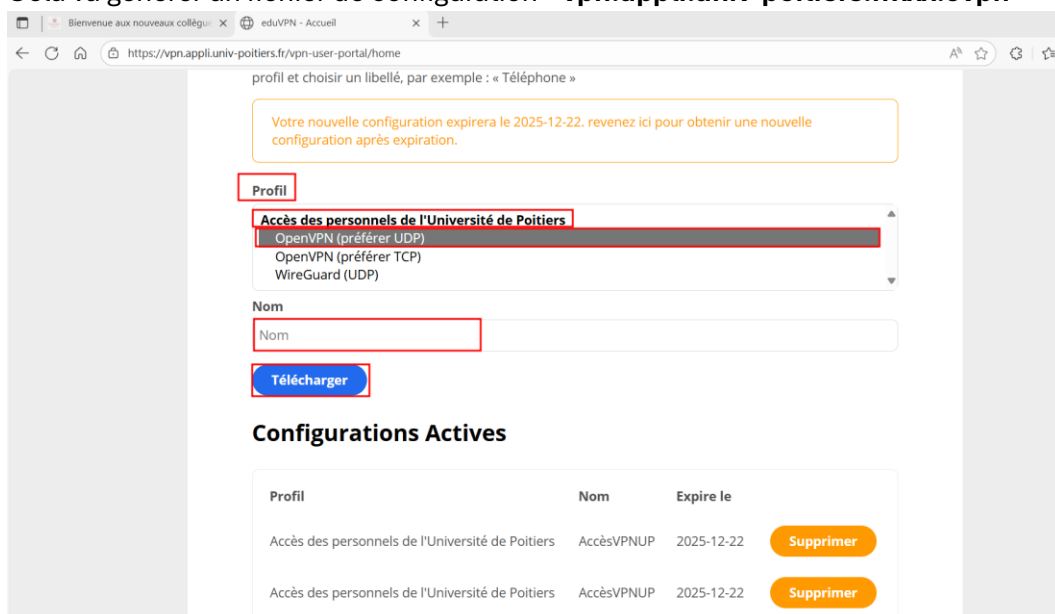 Bienvenue aux nouveaux collègu
eduVPN - Accueil
https://vpn.appli.univ-poitiers.fr/vpn-user-portal/home
profil et choisir un libellé, par exemple : « Téléphone »
Votre nouvelle configuration expirera le 2025-12-22. revenez ici pour obtenir une nouvelle
configuration après expiration.
Profil
Accès des personnels de l'Université de Poitiers
OpenVPN (préférer UDP)
OpenVPN (préférer TCP)
WireGuard (UDP)
Nom
Nom
Télécharger
Configurations Actives
Profil Nom Expire le
Accès des personnels de l'Université de Poitiers AccèsVPNUP 2025-12-22 Supprimer
Accès des personnels de l'Université de Poitiers AccèsVPNUP 2025-12-22 Supprimer